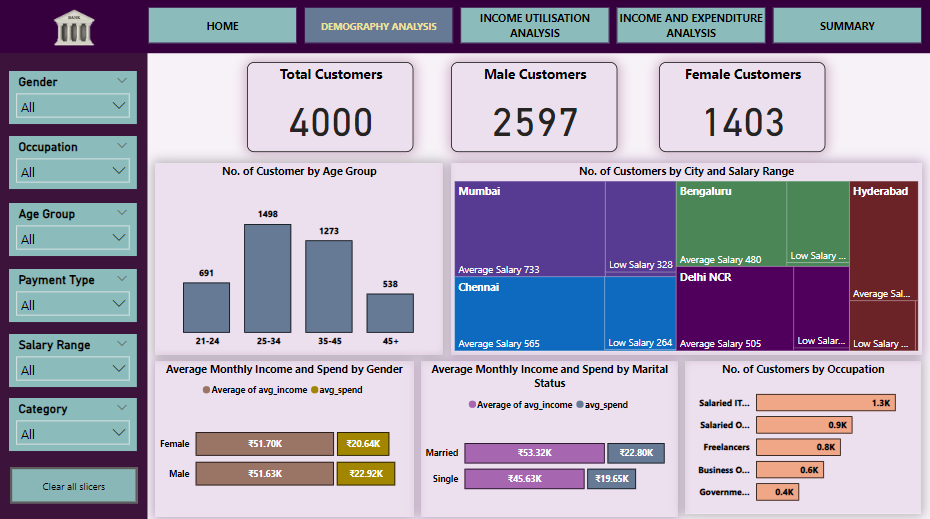 BANK
HOME
DEMOGRAPHY ANALYSIS
INCOME UTILISATION
ANALYSIS
INCOME AND EXPENDITURE
ANALYSIS
SUMMARY
Gender
All
Occupation
All
Age Group
All
Payment Type
All
Salary Range
All
Category
All
Clear all slicers
Total Customers
4000
Male Customers
2597
Female Customers
1403
No. of Customer by Age Group
691
1498
1273
538
21-24
25-34
35-45
45+
No. of Customers by City and Salary Range
Mumbai
Average Salary 733
Low Salary 328
Chennai
Average Salary 565
Low Salary 264
Bengaluru
Average Salary 480
Low Salary ...
Delhi NCR
Average Salary 505
Low Salar...
Hyderabad
Average Sal...
Low Salary ...
Average Monthly Income and Spend by Gender
Average of avg_income avg_spend
Female ₹51.70K ₹20.64K
Male ₹51.63K ₹22.92K
Average Monthly Income and Spend by Marital
Status
Average of avg_income avg_spend
Married ₹53.32K ₹22.80K
Single ₹45.63K ₹19.65K
No. of Customers by Occupation
Salaried IT... 1.3K
Salaried O... 0.9K
Freelancers 0.8K
Business O... 0.6K
Governme... 0.4K